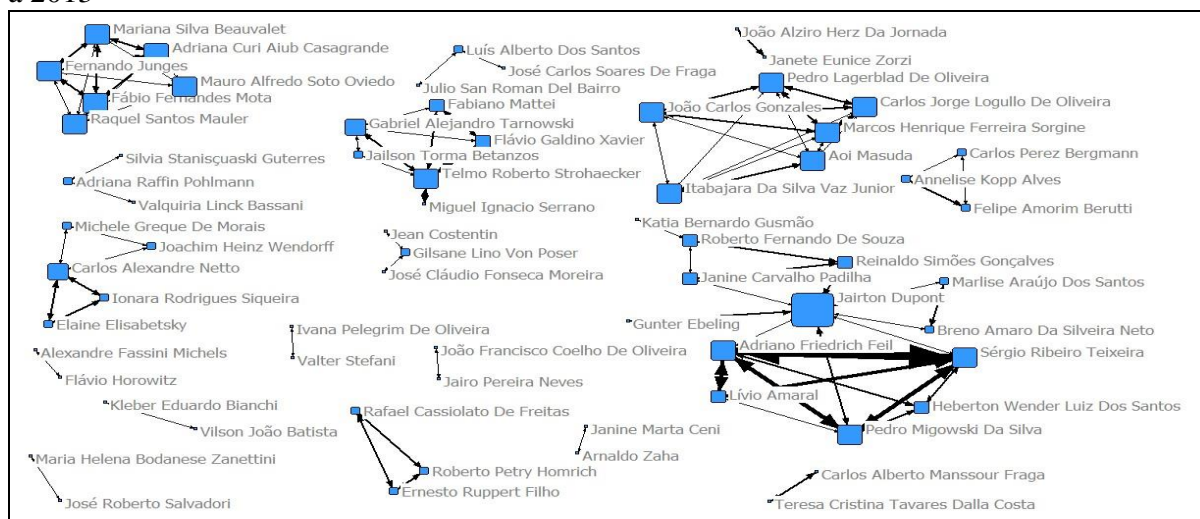 a 2015
Mariana Silva Beauvalet
Adriana Curi Aiub Casagrande
Fernando Junges
Mauro Alfredo Soto Oviedo
Fábio Fernandes Mota
Raquel Santos Mauler
Luís Alberto Dos Santos
José Carlos Soares De Fraga
Julio San Roman Del Bairro
Fabiano Mattei
Gabriel Alejandro Tarnowski
Flávio Galdino Xavier
Jailson Torma Betanzos
Telmo Roberto Strohaecker
Miguel Ignacio Serrano
João Alziro Herz Da Jornada
Janete Eunice Zorzi
Pedro Lagerblad De Oliveira
João Carlos Gonzales
Carlos Jorge Logullo De Oliveira
Marcos Henrique Ferreira Sorgine
Aoi Masuda
Itabajara Da Silva Vaz Junior
Carlos Perez Bergmann
Annelise Kopp Alves
Felipe Amorim Berutti
Silvia Stanisçuaski Guterres
Adriana Raffin Pohlmann
Valquiria Linck Bassani
Michele Greque De Morais
Joachim Heinz Wendorff
Carlos Alexandre Netto
Ionara Rodrigues Siqueira
Elaine Elisabetsky
Jean Costentin
Gilsane Lino Von Poser
José Cláudio Fonseca Moreira
Katia Bernardo Gusmão
Roberto Fernando De Souza
Reinaldo Simões Gonçalves
Janine Carvalho Padilha
Marlise Araújo Dos Santos
Jairton Dupont
Gunter Ebeling
Breno Amaro Da Silveira Neto
Adriano Friedrich Feil
Sérgio Ribeiro Teixeira
Lívio Amaral
Heberton Wender Luiz Dos Santos
Pedro Migowski Da Silva
Ivana Pelegrim De Oliveira
Valter Stefani
João Francisco Coelho De Oliveira
Jairo Pereira Neves
Alexandre Fassini Michels
Flávio Horowitz
Kleber Eduardo Bianchi
Vilson João Batista
Rafael Cassiolato De Freitas
Roberto Petry Homrich
Ernesto Ruppert Filho
Janine Marta Ceni
Arnaldo Zaha
Maria Helena Bodanese Zanettini
José Roberto Salvadori
Carlos Alberto Manssour Fraga
Teresa Cristina Tavares Dalla Costa